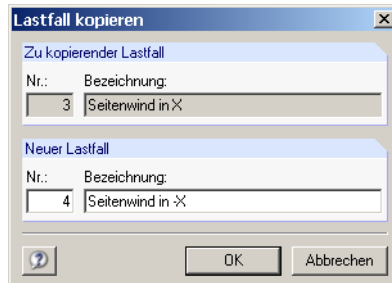 Lastfall kopieren
Zu kopierender Lastfall
Nr.: Bezeichnung:
3 Seitenwind in X
Neuer Lastfall
Nr.: Bezeichnung:
4 Seitenwind in -X
OK Abbrechen